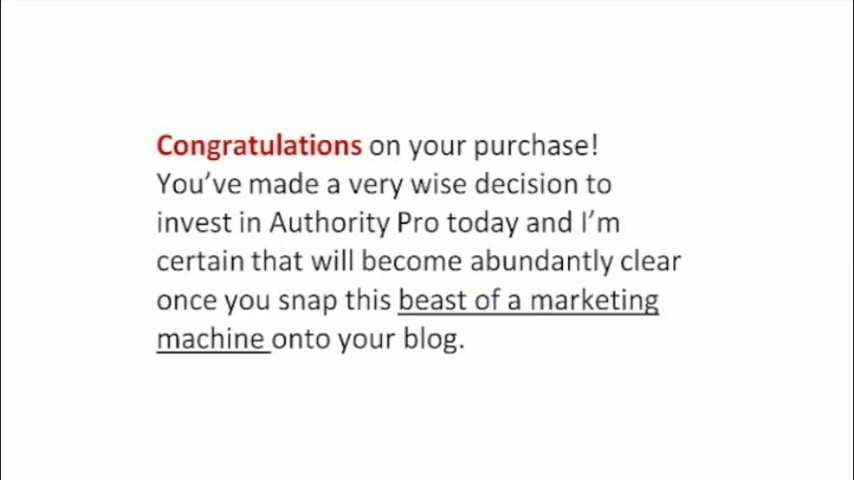 Congratulations on your purchase!
You’ve made a very wise decision to
invest in Authority Pro today and I’m
certain that will become abundantly clear
once you snap this beast of a marketing
machine onto your blog.